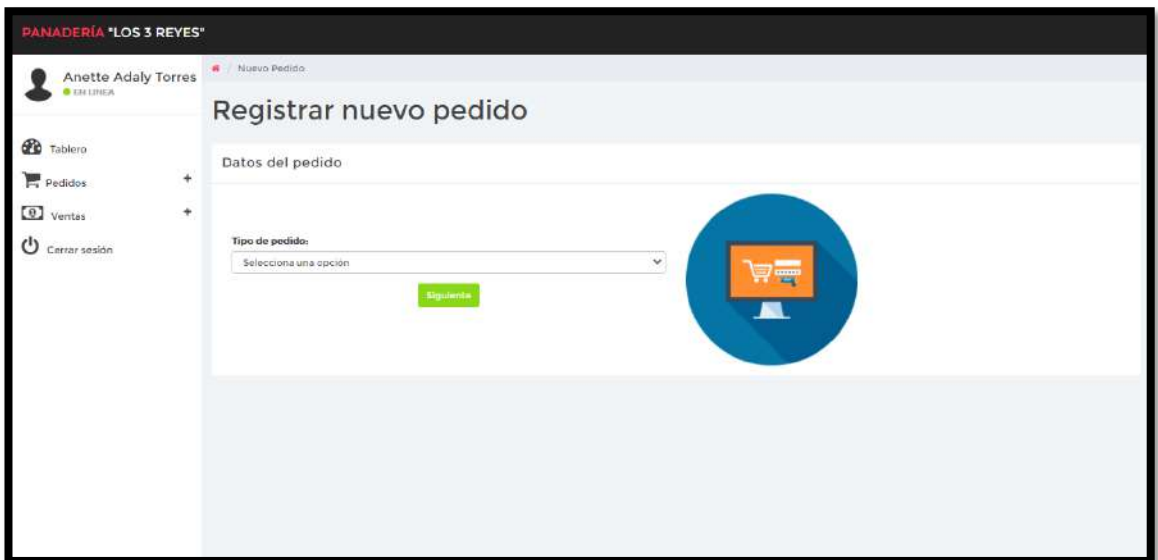 PANADERÍA "LOS 3 REYES"
Anette Adaly Torres
EN LINEA
Nuevo Pedido
Registrar nuevo pedido
Tablero
Pedidos +
Ventas +
Cerrar sesión
Datos del pedido
Tipo de pedido:
Selecciona una opción
Siguiente